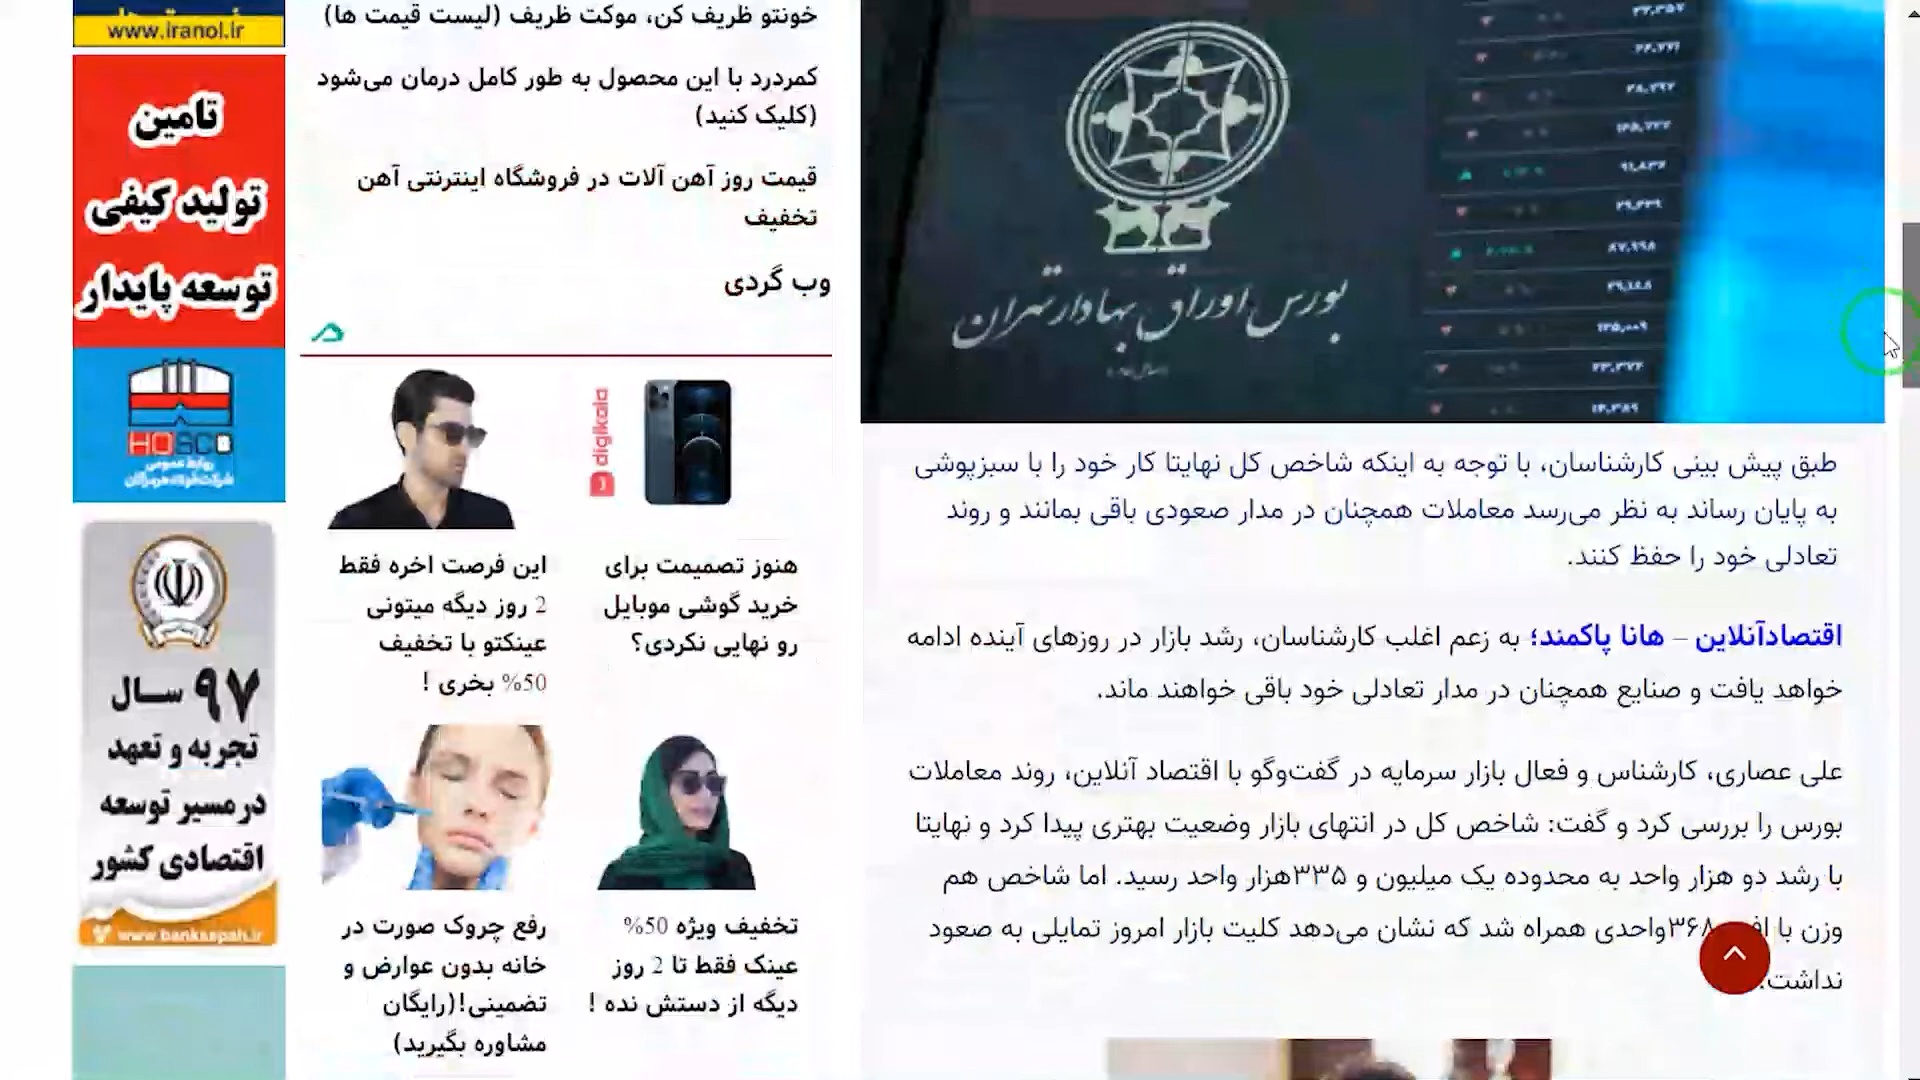 بورس اوراق بهادار تهران
طبق پیش بینی کارشناسان، با توجه به اینکه شاخص کل نهایتا کار خود را با سبزپوشی
به پایان رساند به نظر می‌رسد معاملات همچنان در مدار صعودی باقی بمانند و روند
تعادلی خود را حفظ کنند.
اقتصادآنلاین – هانا پاکمند؛ به زعم اغلب کارشناسان، رشد بازار در روزهای آینده ادامه
خواهد یافت و صنایع همچنان در مدار تعادلی خود باقی خواهند ماند.
علی عصاری، کارشناس و فعال بازار سرمایه در گفت‌وگو با اقتصاد آنلاین، روند معاملات
بورس را بررسی کرد و گفت: شاخص کل در انتهای بازار وضعیت بهتری پیدا کرد و نهایتا
با رشد دو هزار واحد به محدوده یک میلیون و ۳۳۵هزار واحد رسید. اما شاخص هم
وزن با ۳۶۸واحدی همراه شد که نشان می‌دهد کلیت بازار امروز تمایلی به صعود
نداشت.
خونتو ظریف کن، موکت ظریف (لیست قیمت ها)
کمردرد با این محصول به طور کامل درمان می‌شود
(کلیک کنید)
قیمت روز آهن آلات در فروشگاه اینترنتی آهن
تخفیف
وب گردی
digikala
هنوز تصمیمت برای
خرید گوشی موبایل
رو نهایی نکردی؟
این فرصت اخره فقط
2 روز دیگه میتونی
عینکتو با تخفیف
50% بخری !
تخفیف ویژه 50%
عینک فقط تا 2 روز
دیگه از دستش نده !
رفع چروک صورت در
خانه بدون عوارض و
تضمینی!(رایگان
مشاوره بگیرید)
www.iranol.ir
تامین
تولید کیفی
توسعه پایدار
HOSCO
روابط عمومی
شرکت فولاد هرمزگان
۹۷ ســال
تجربه و تعهد
در مسیر توسعه
اقتصادی کشور
www.banksepah.ir